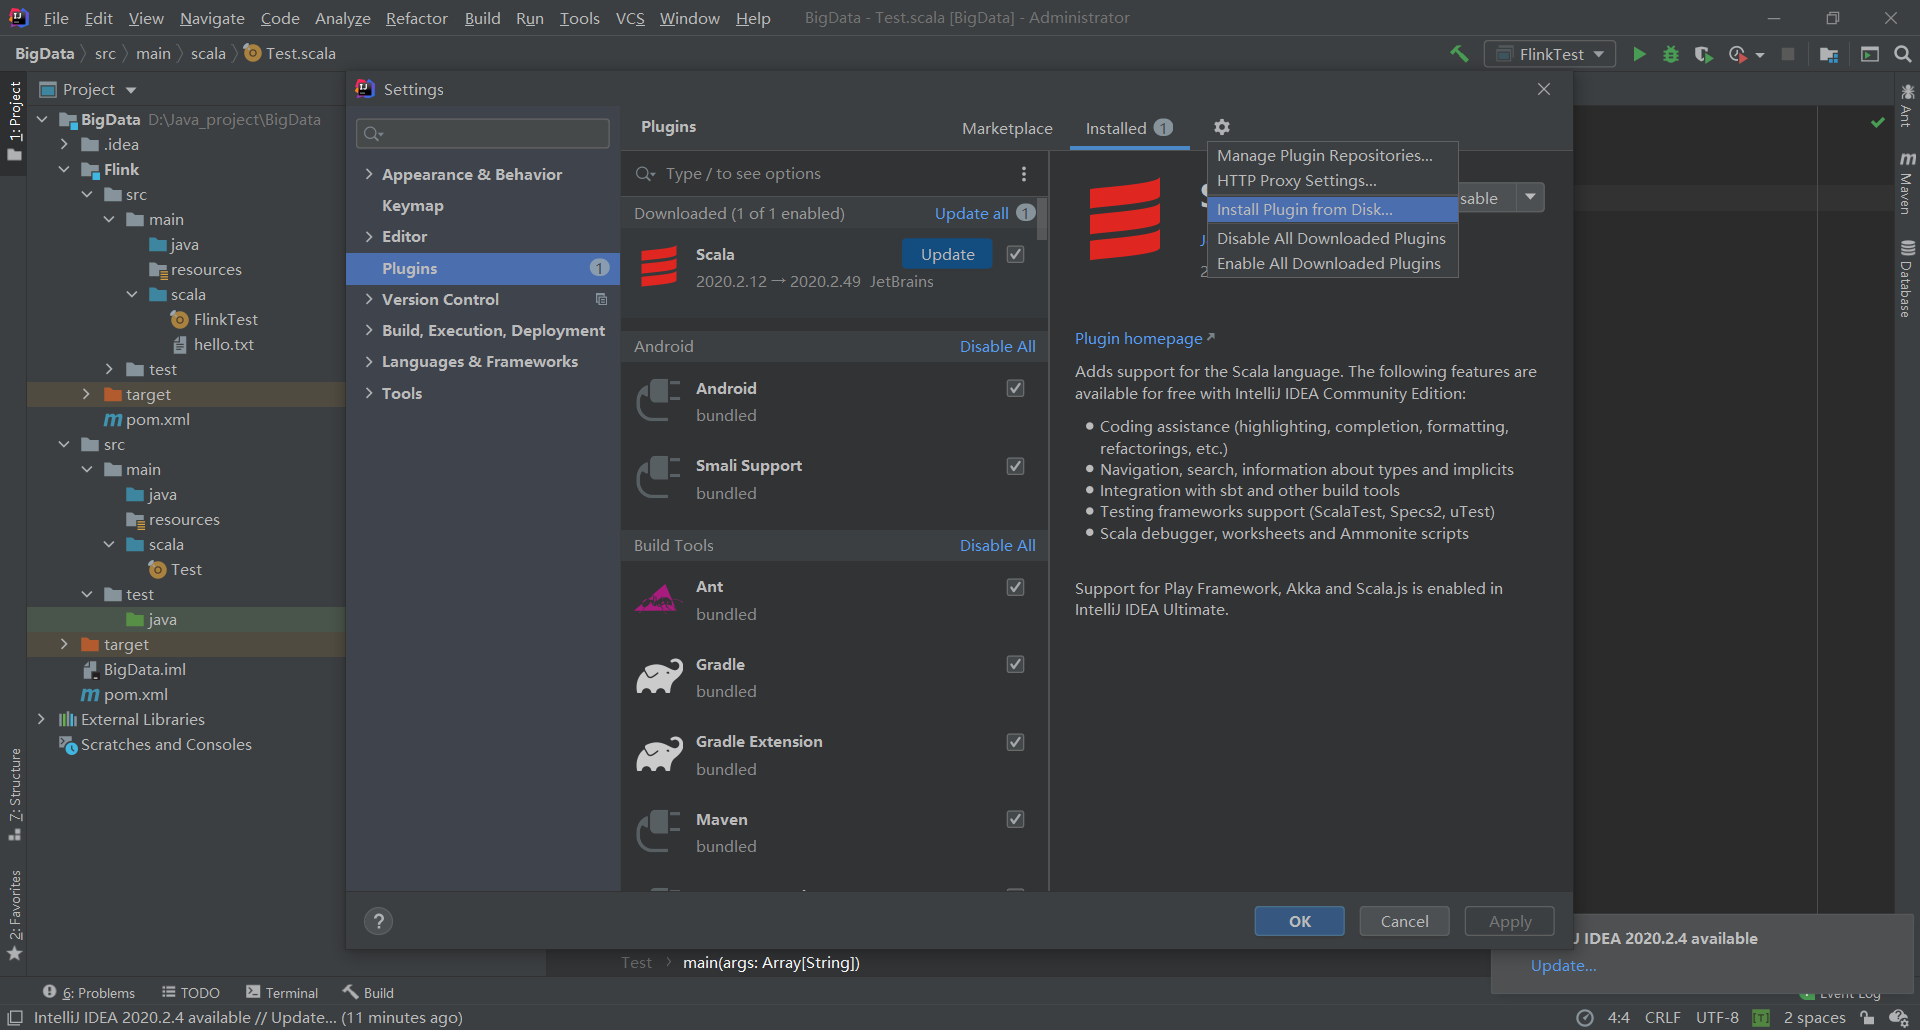 File Edit View Navigate Code Analyze Refactor Build Run Tools VCS Window Help BigData - Test.scala [BigData] - Administrator
BigData src main scala Test.scala FlinkTest
1: Project
7: Structure
2: Favorites
Project
BigData D:\Java_project\BigData
.idea
Flink
src
main
java
resources
scala
FlinkTest
hello.txt
test
target
pom.xml
src
main
java
resources
scala
Test
test
java
target
BigData.iml
pom.xml
External Libraries
Scratches and Consoles
Settings
Appearance & Behavior
Keymap
Editor
Plugins 1
Version Control
Build, Execution, Deployment
Languages & Frameworks
Tools
Plugins Marketplace Installed 1
Type / to see options
Downloaded (1 of 1 enabled) Update all 1
Scala Update
2020.2.12 → 2020.2.49 JetBrains
Android Disable All
Android
bundled
Smali Support
bundled
Build Tools Disable All
Ant
bundled
Gradle
bundled
Gradle Extension
bundled
Maven
bundled
Manage Plugin Repositories...
HTTP Proxy Settings...
Install Plugin from Disk...
Disable All Downloaded Plugins
Enable All Downloaded Plugins
sable
Plugin homepage
Adds support for the Scala language. The following features are
available for free with IntelliJ IDEA Community Edition:
Coding assistance (highlighting, completion, formatting,
refactorings, etc.)
Navigation, search, information about types and implicits
Integration with sbt and other build tools
Testing frameworks support (ScalaTest, Specs2, uTest)
Scala debugger, worksheets and Ammonite scripts
Support for Play Framework, Akka and Scala.js is enabled in
IntelliJ IDEA Ultimate.
? OK Cancel Apply
Ant
Maven
Database
J IDEA 2020.2.4 available
Update...
Test main(args: Array[String])
6: Problems TODO Terminal Build Event Log
IntelliJ IDEA 2020.2.4 available // Update... (11 minutes ago) 4:4 CRLF UTF-8 [T] 2 spaces